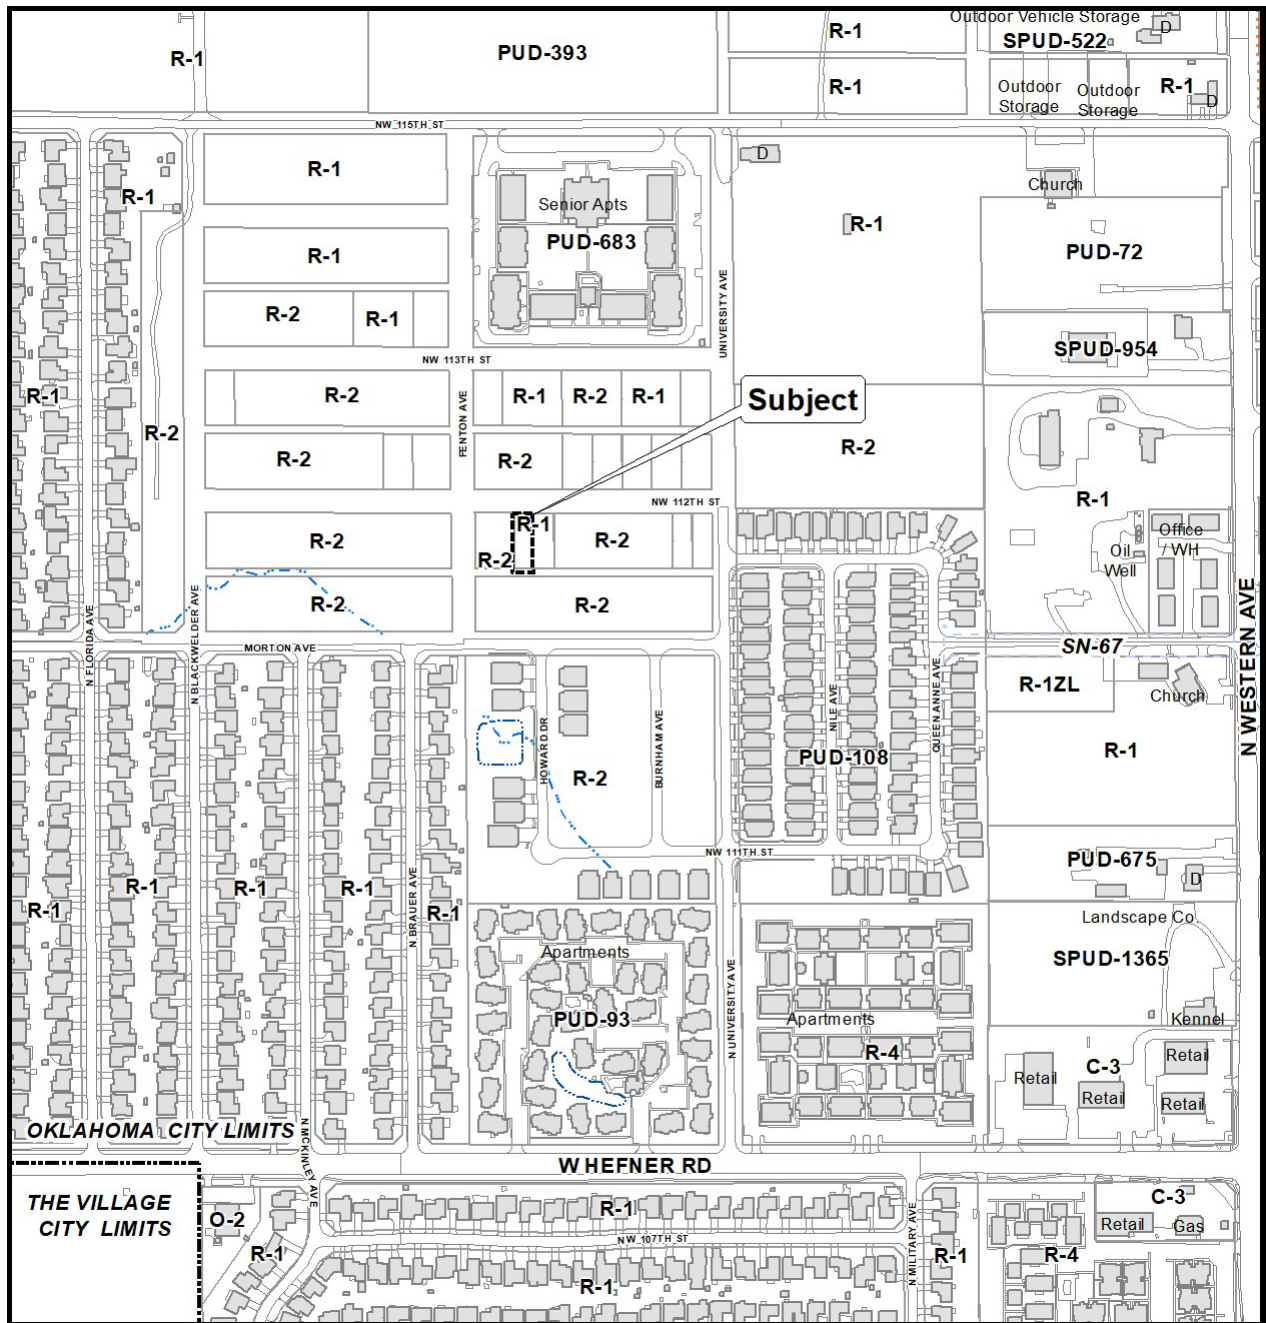 Outdoor Vehicle Storage
D
R-1
SPUD-522
R-1
PUD-393
R-1
Outdoor
Storage
Outdoor
Storage
R-1
D
NW 115TH ST
D
R-1
Church
R-1
Senior Apts
R-1
PUD-683
PUD-72
R-1
UNIVERSITY AVE
R-2
R-1
SPUD-954
NW 113TH ST
R-1
R-2
R-1
R-2
R-1
Subject
FENTON AVE
R-2
R-2
R-2
R-2
R-1
NW 112TH ST
R-1
R-2
R-2
R-2
Office
/ WH
Oil
Well
R-2
R-2
N FLORIDA AVE
N BLACKWELDER AVE
MORTON AVE
SN-67
N WESTERN AVE
R-1ZL
Church
QUEEN ANNE AVE
NILE AVE
HOWARD DR
BURNHAM AVE
R-1
PUD-108
R-2
NW 111TH ST
PUD-675
D
R-1
R-1
R-1
R-1
R-1
N BRAUER AVE
Landscape Co.
Apartments
SPUD-1365
N UNIVERSITY AVE
PUD-93
Apartments
Kennel
R-4
Retail
C-3
Retail
Retail
Retail
OKLAHOMA CITY LIMITS
N MCKINLEY AVE
W HEFNER RD
THE VILLAGE
CITY LIMITS
O-2
R-1
R-1
C-3
Retail
Gas
N MILITARY AVE
NW 107TH ST
R-1
R-4
R-1